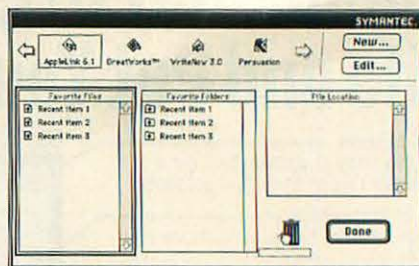 SYMANTEC.
AppleLink 6.1 GreatWorks™ WriteNow 3.0 Persuasion
New...
Edit...
Favorite Files Favorite Folders File Location
Recent Item 1 Recent Item 1
Recent Item 2 Recent Item 2
Recent Item 3 Recent Item 3
Done